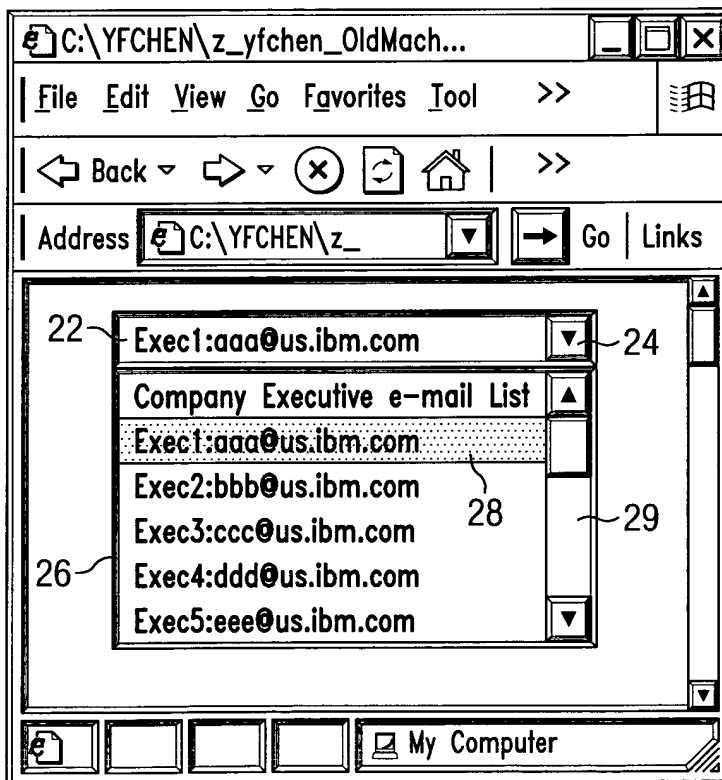 C:\YFCHEN\z_yfchen_OldMach...
File Edit View Go Favorites Tool >>
Back >>
Address C:\YFCHEN\z_ Go Links
22 Exec1:aaa@us.ibm.com 24
Company Executive e-mail List
Exec1:aaa@us.ibm.com
Exec2:bbb@us.ibm.com 28
Exec3:ccc@us.ibm.com 29
26 Exec4:ddd@us.ibm.com
Exec5:eee@us.ibm.com
My Computer